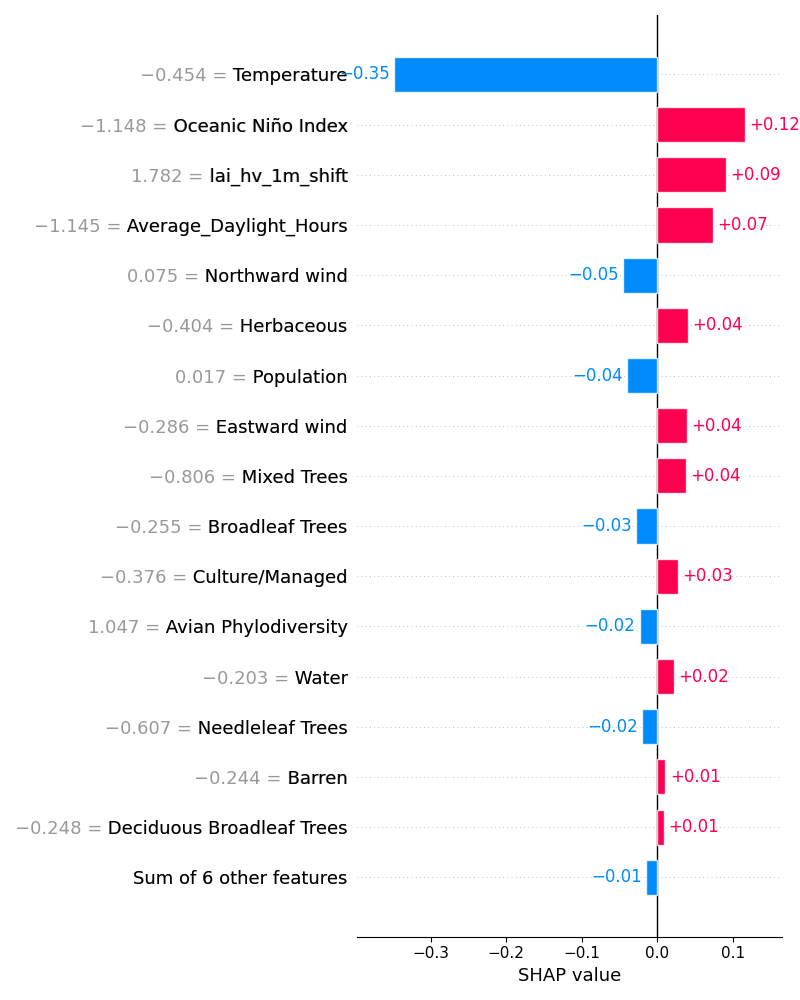 −0.454 = Temperature −0.35
−1.148 = Oceanic Niño Index +0.12
1.782 = lai_hv_1m_shift +0.09
−1.145 = Average_Daylight_Hours +0.07
0.075 = Northward wind −0.05
−0.404 = Herbaceous +0.04
0.017 = Population −0.04
−0.286 = Eastward wind +0.04
−0.806 = Mixed Trees +0.04
−0.255 = Broadleaf Trees −0.03
−0.376 = Culture/Managed +0.03
1.047 = Avian Phylodiversity −0.02
−0.203 = Water +0.02
−0.607 = Needleleaf Trees −0.02
−0.244 = Barren +0.01
−0.248 = Deciduous Broadleaf Trees +0.01
Sum of 6 other features −0.01
−0.3 −0.2 −0.1 0.0 0.1
SHAP value